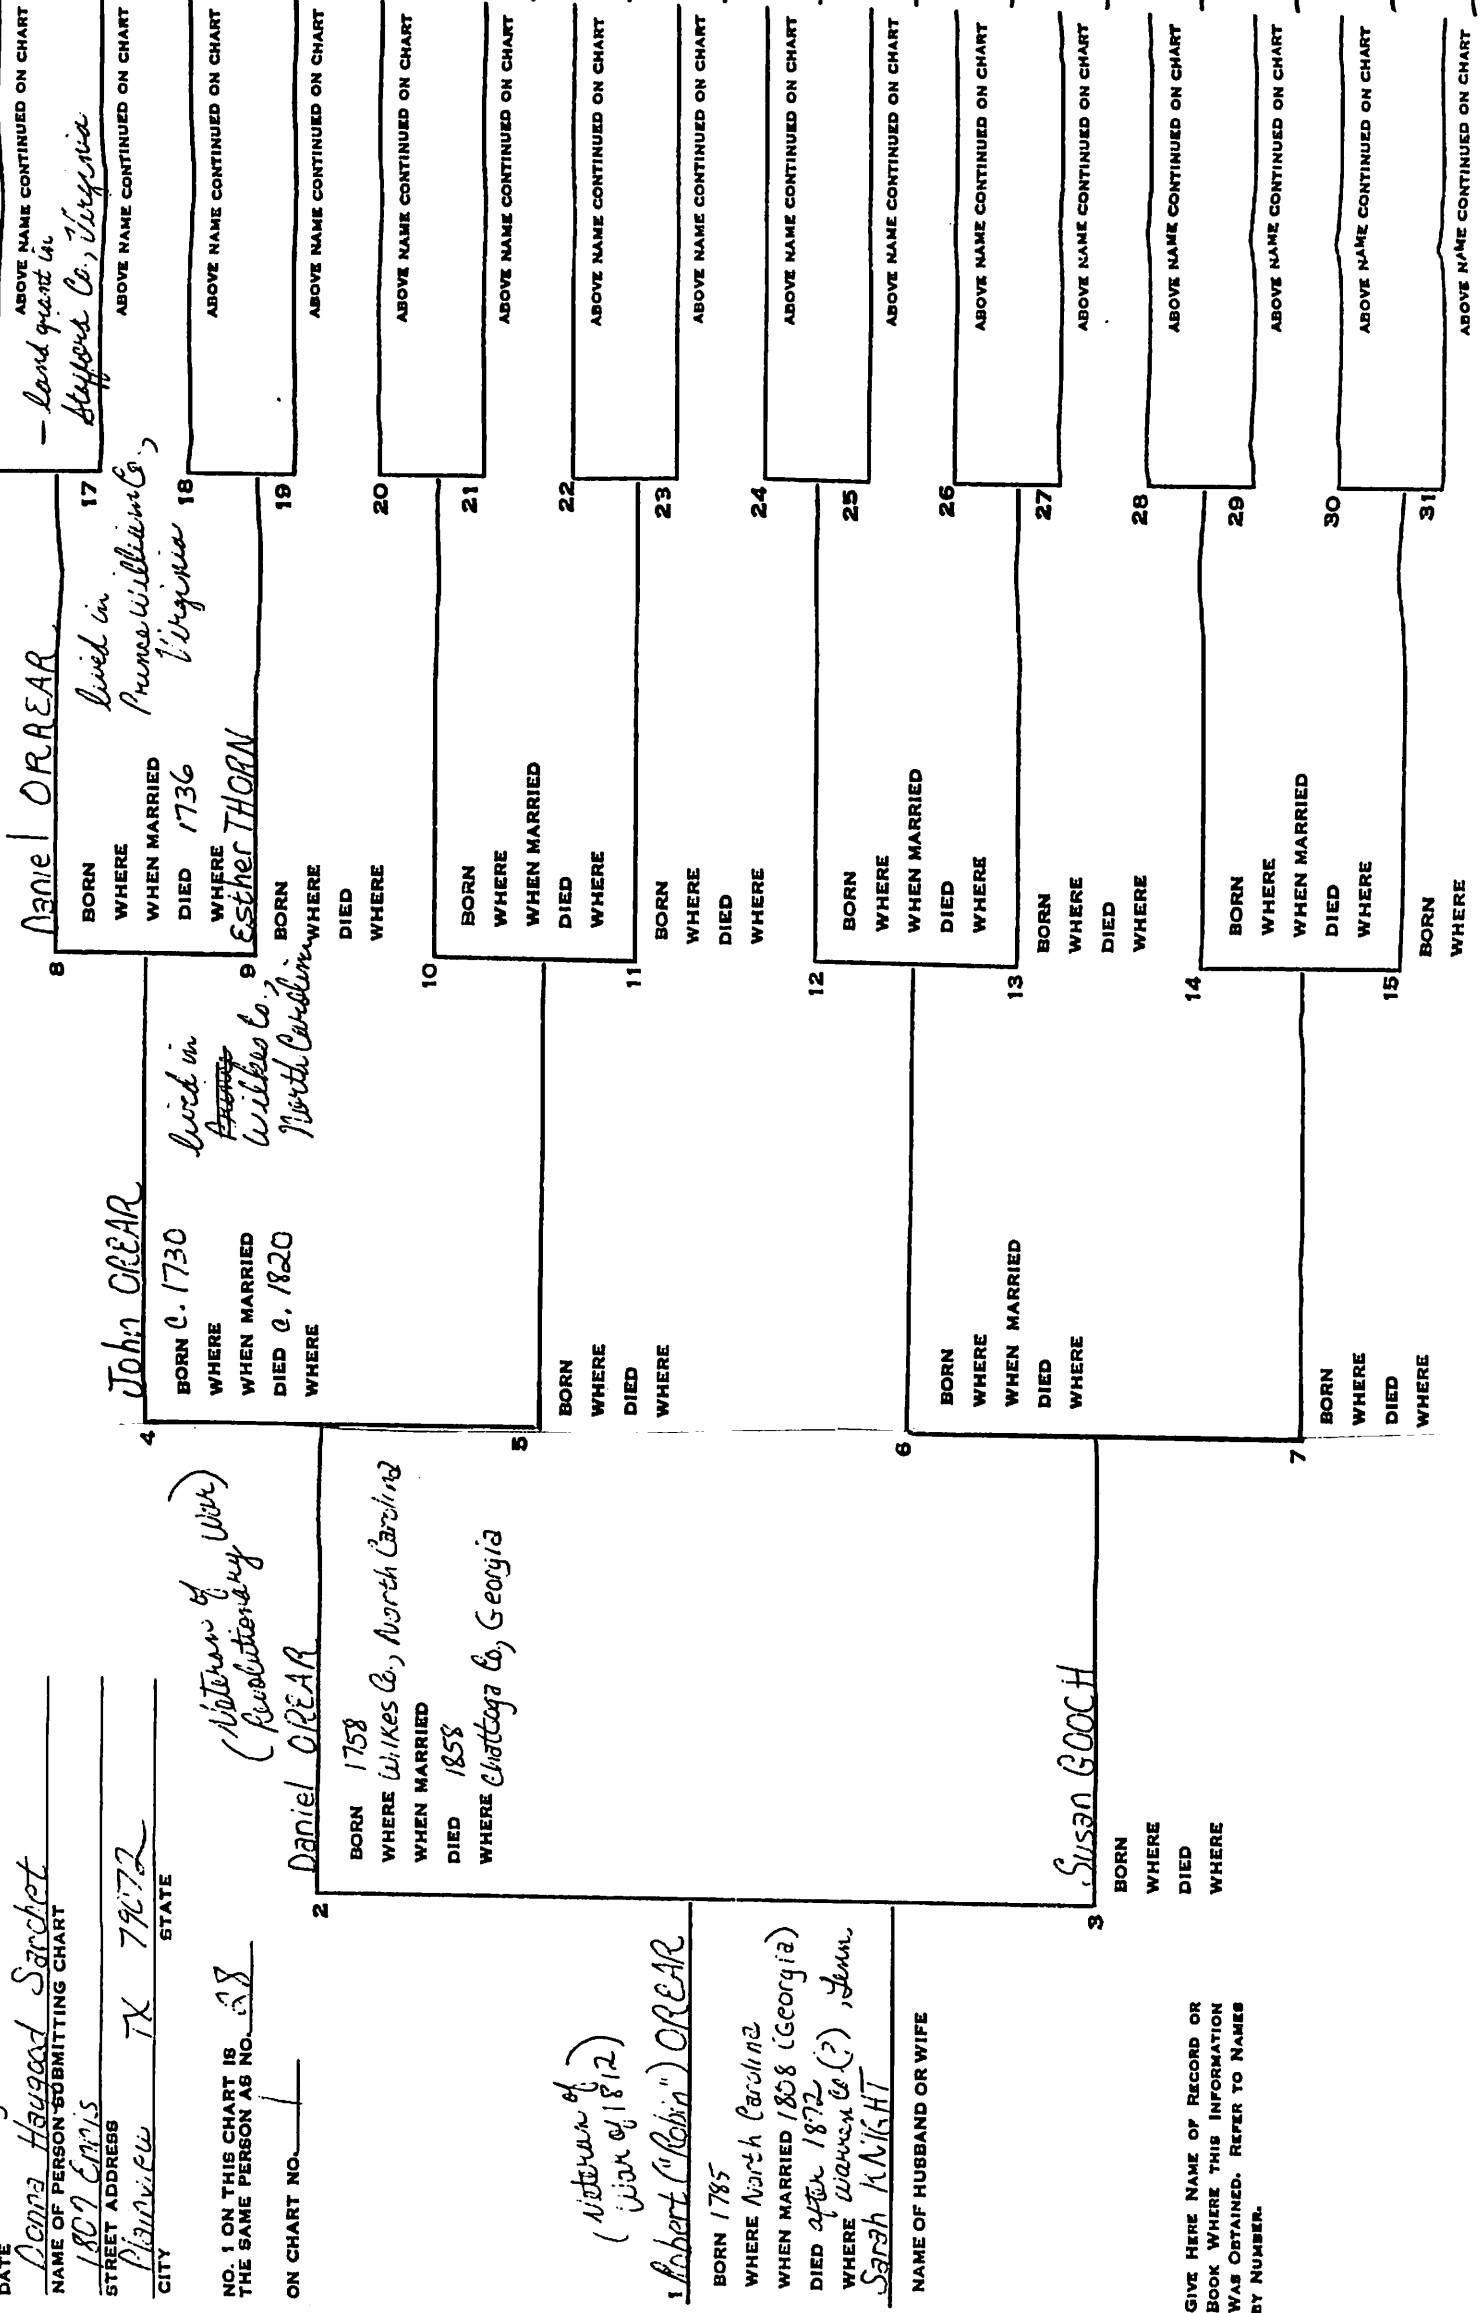 DATE
Donna Haygood Sarchet
NAME OF PERSON SUBMITTING CHART
1807 Ennis
STREET ADDRESS
Plainview TX 79072
CITY STATE
NO. 1 ON THIS CHART IS
THE SAME PERSON AS NO. 28
ON CHART NO. 1
(Veteran of
War of 1812)
1 Robert ("Robin") OREAR
BORN 1785
WHERE North Carolina
WHEN MARRIED 1808 (Georgia)
DIED after 1872
WHERE Warren Co (?), Tenn.
Sarah KNIGHT
NAME OF HUSBAND OR WIFE
GIVE HERE NAME OF RECORD OR
BOOK WHERE THIS INFORMATION
WAS OBTAINED. REFER TO NAMES
BY NUMBER.
(Veteran of
Revolutionary War)
2
Daniel OREAR
BORN 1758
WHERE Wilkes Co., North Carolina
WHEN MARRIED
DIED 1858
WHERE Chattoga Co, Georgia
3
Susan GOOCH
BORN
WHERE
DIED
WHERE
4
John OREAR
BORN C. 1730
WHERE
WHEN MARRIED
DIED c. 1820
WHERE
lived in
Wilkes Co.,
North Carolina
5
BORN
WHERE
DIED
WHERE
6
BORN
WHERE
WHEN MARRIED
DIED
WHERE
7
BORN
WHERE
DIED
WHERE
8
Daniel ORREAR
BORN
WHERE
WHEN MARRIED
DIED 1736
WHERE
lived in
Prince William Co.,
Virginia
9 Esther THORN
BORN
WHERE
DIED
WHERE
10
BORN
WHERE
WHEN MARRIED
DIED
WHERE
11
BORN
WHERE
DIED
WHERE
12
BORN
WHERE
WHEN MARRIED
DIED
WHERE
13
BORN
WHERE
DIED
WHERE
14
BORN
WHERE
WHEN MARRIED
DIED
WHERE
15
BORN
WHERE
ABOVE NAME CONTINUED ON CHART
— land grant in
Stafford Co., Virginia
17
ABOVE NAME CONTINUED ON CHART
18
ABOVE NAME CONTINUED ON CHART
19
ABOVE NAME CONTINUED ON CHART
20
ABOVE NAME CONTINUED ON CHART
21
ABOVE NAME CONTINUED ON CHART
22
ABOVE NAME CONTINUED ON CHART
23
ABOVE NAME CONTINUED ON CHART
24
ABOVE NAME CONTINUED ON CHART
25
ABOVE NAME CONTINUED ON CHART
26
ABOVE NAME CONTINUED ON CHART
27
ABOVE NAME CONTINUED ON CHART
28
ABOVE NAME CONTINUED ON CHART
29
ABOVE NAME CONTINUED ON CHART
30
ABOVE NAME CONTINUED ON CHART
31
ABOVE NAME CONTINUED ON CHART